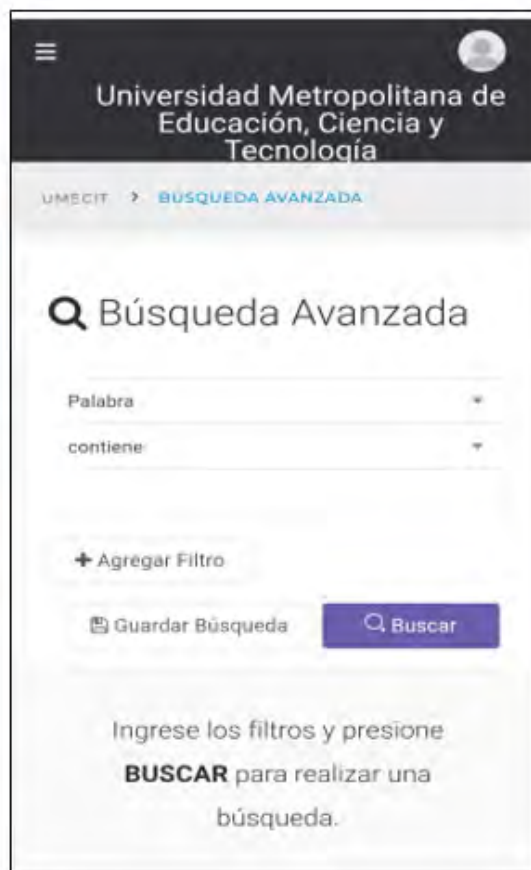 Universidad Metropolitana de
Educación, Ciencia y
Tecnología
UMECIT > BÚSQUEDA AVANZADA
Búsqueda Avanzada
Palabra
contiene
+ Agregar Filtro
Guardar Búsqueda
Buscar
Ingrese los filtros y presione
BUSCAR para realizar una
búsqueda.